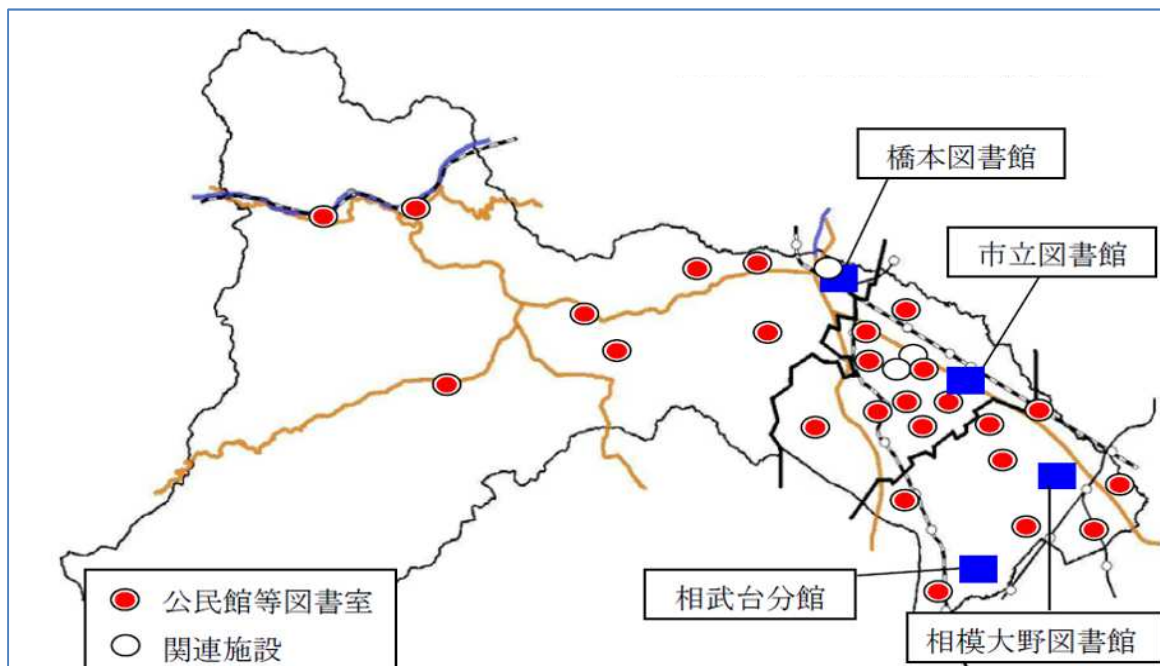 橋本図書館
市立図書館
相武台分館
相模大野図書館
公民館等図書室
関連施設